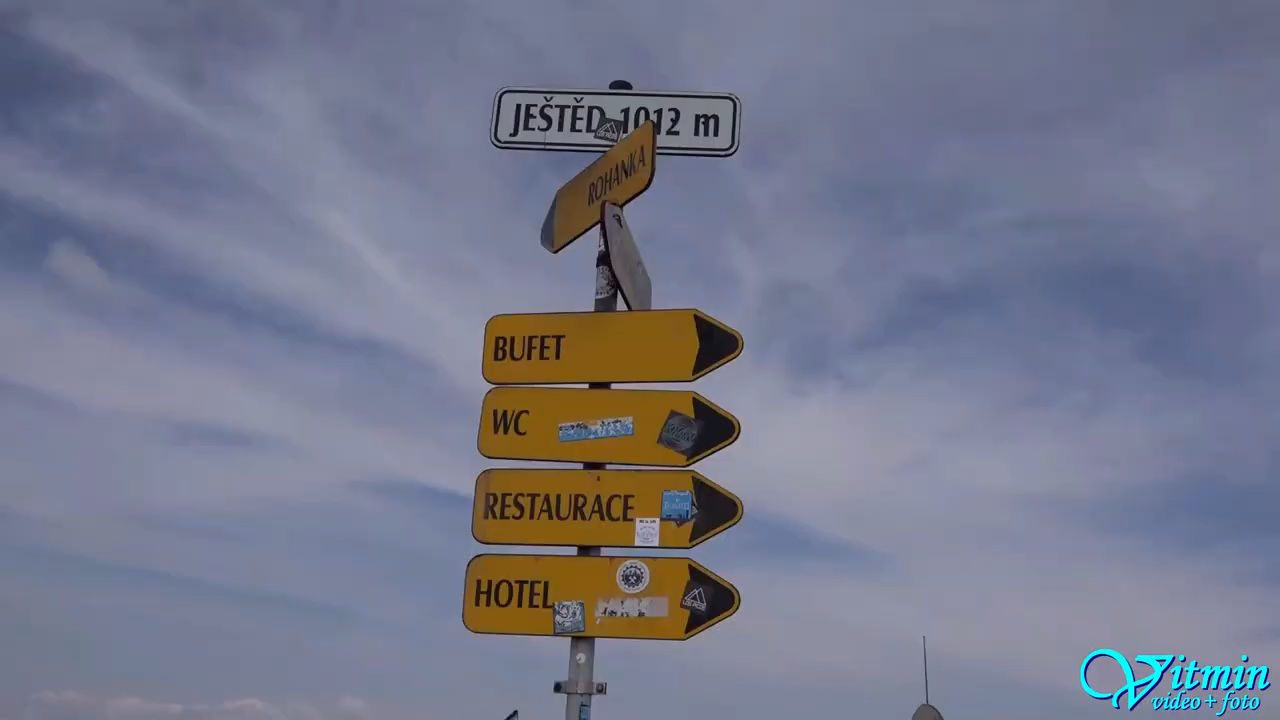 JEŠTĚD 1012 m
ROHANKA
BUFET
WC
RESTAURACE
HOTEL
Vitmin
video + foto